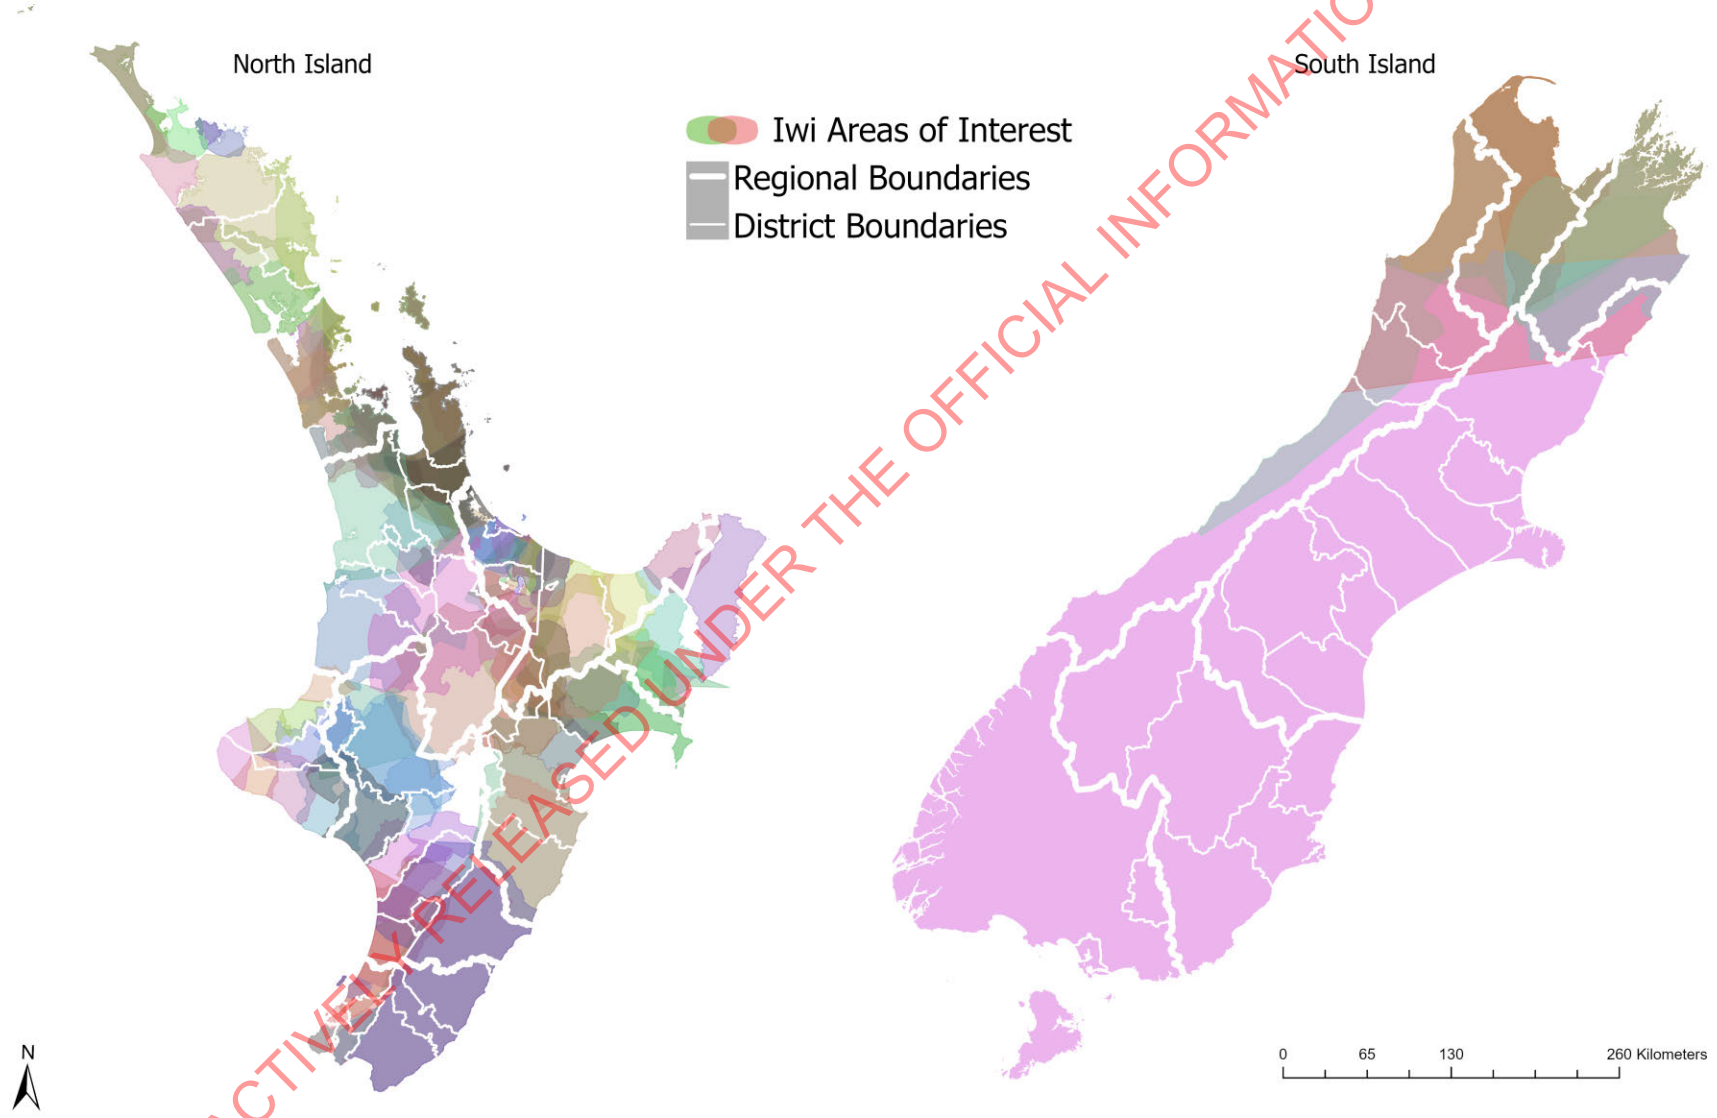 North Island
South Island
Iwi Areas of Interest
Regional Boundaries
District Boundaries
ACTIVELY RELEASED UNDER THE OFFICIAL INFORMATIO
N
0 65 130 260 Kilometers